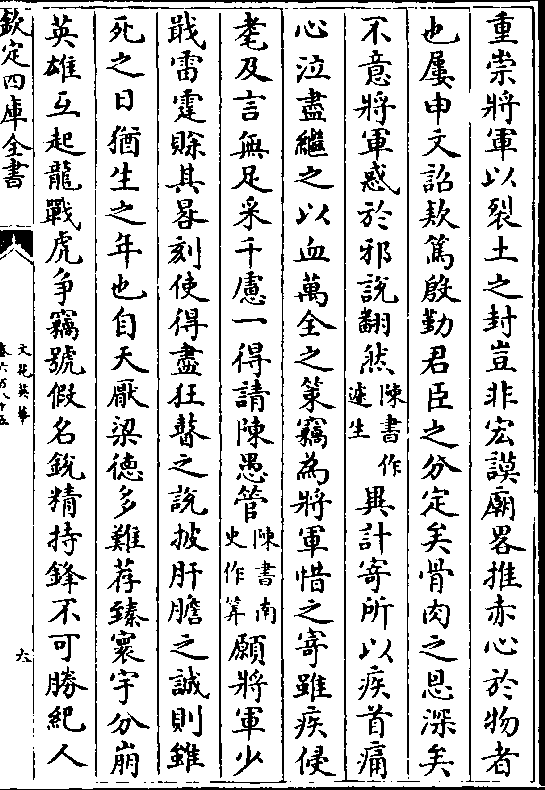 重崇將軍以裂土之封豈非宏謨廟畧推赤心於物者
也屢申文詔欵篤殷勤君臣之分定矣骨肉之恩深矣
不意將軍惑於邪說翻然陳書作遽生異計寄所以疾首痛
心泣盡繼之以血萬全之策竊為將軍惜之寄雖疾侵
耄及言無足采千慮一得請陳愚管陳書南史作筭願將軍少
戢雷霆賒其晷刻使得盡狂瞽之說披肝膽之誠則雖
死之日猶生之年也自天厭梁德多難荐臻寰宇分崩
英雄互起龍戰虎争竊號假名銳精持鋒不可勝紀人
欽定四庫全書
文苑英華
卷六百八十五
六